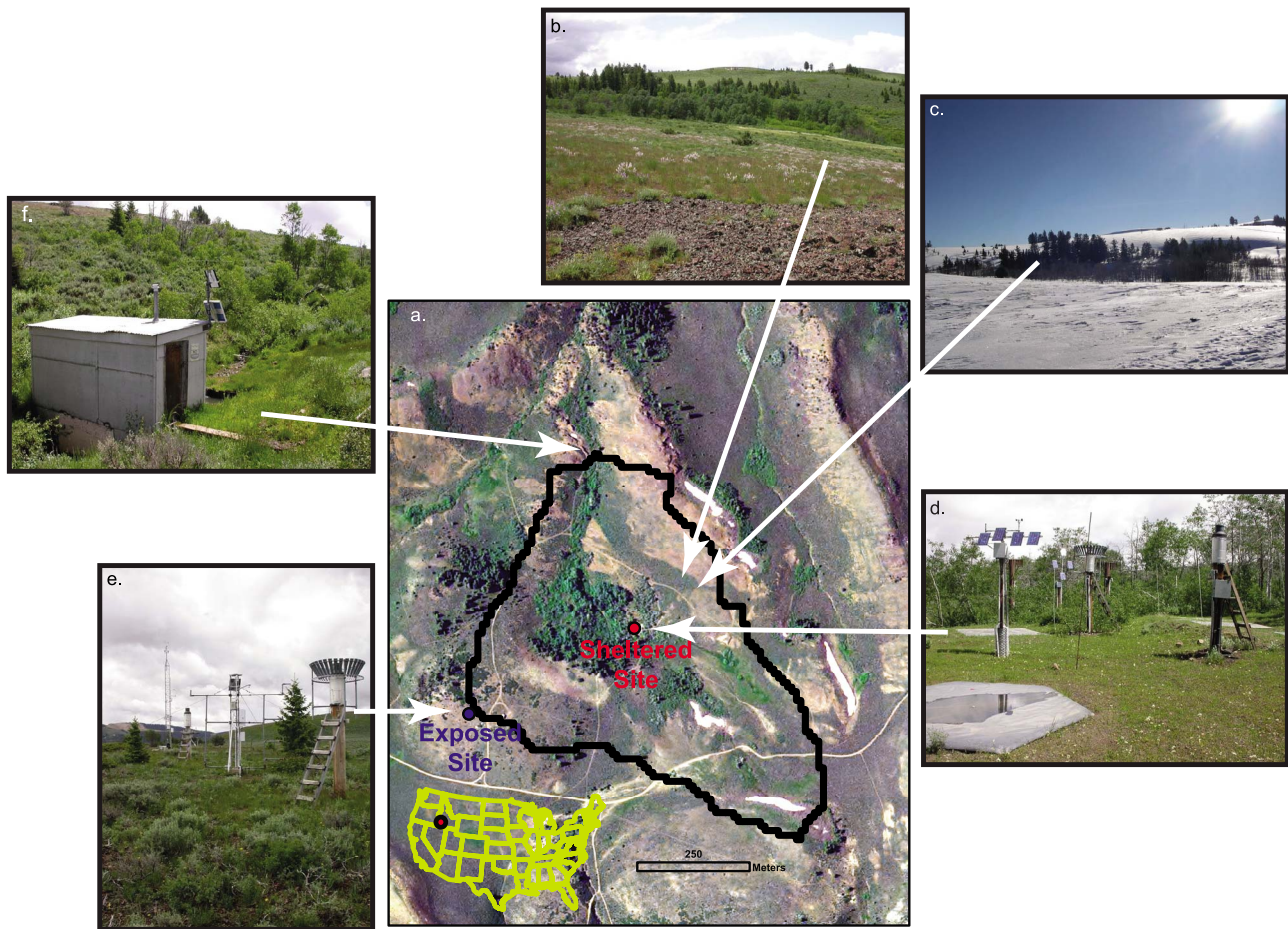 b.
c.
f.
a.
d.
e.
Sheltered
Site
Exposed
Site
250
Meters